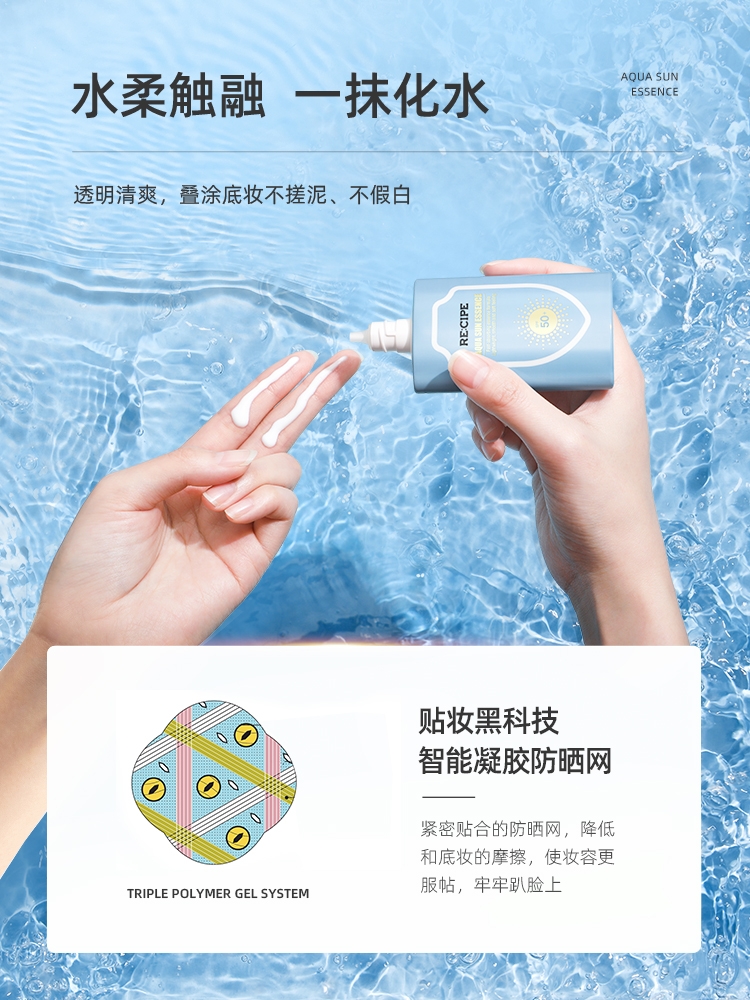 水柔触融 一抹化水
AQUA SUN
ESSENCE
透明清爽，叠涂底妆不搓泥、不假白
RE:CIPE
50+
贴妆黑科技
智能凝胶防晒网
紧密贴合的防晒网，降低
和底妆的摩擦，使妆容更
服帖，牢牢趴脸上
TRIPLE POLYMER GEL SYSTEM